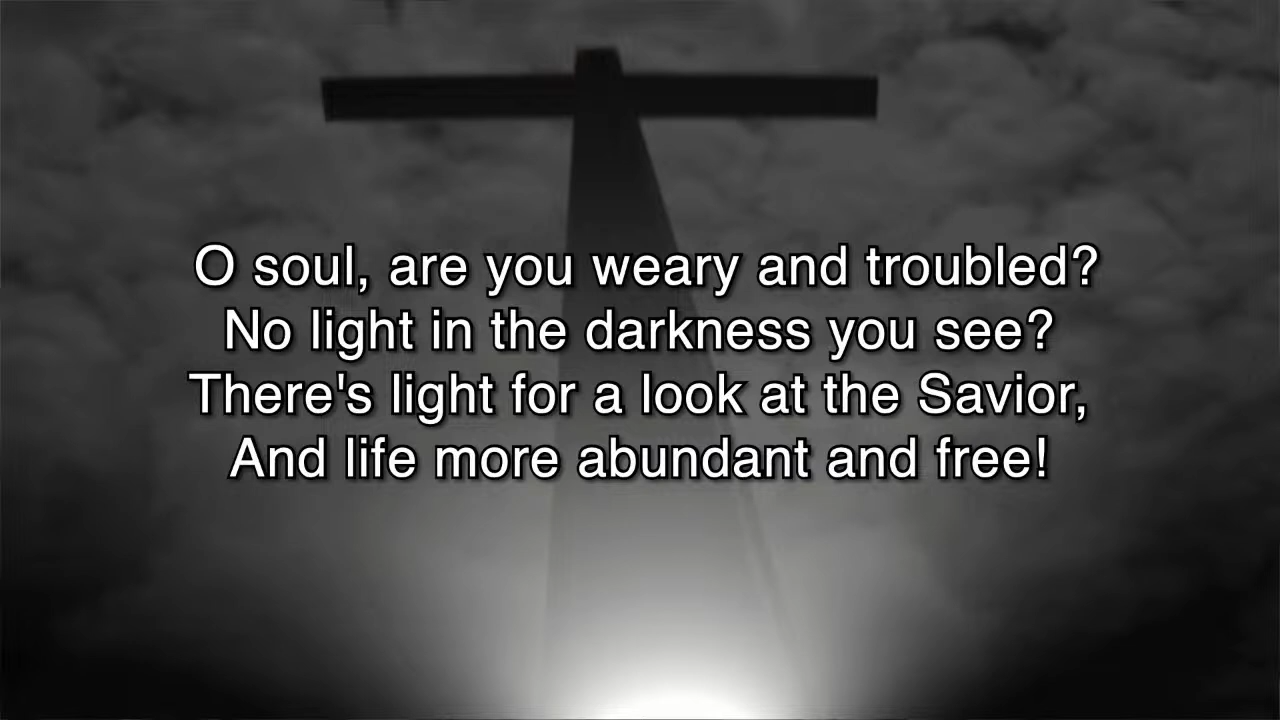 O soul, are you weary and troubled?
No light in the darkness you see?
There's light for a look at the Savior,
And life more abundant and free!